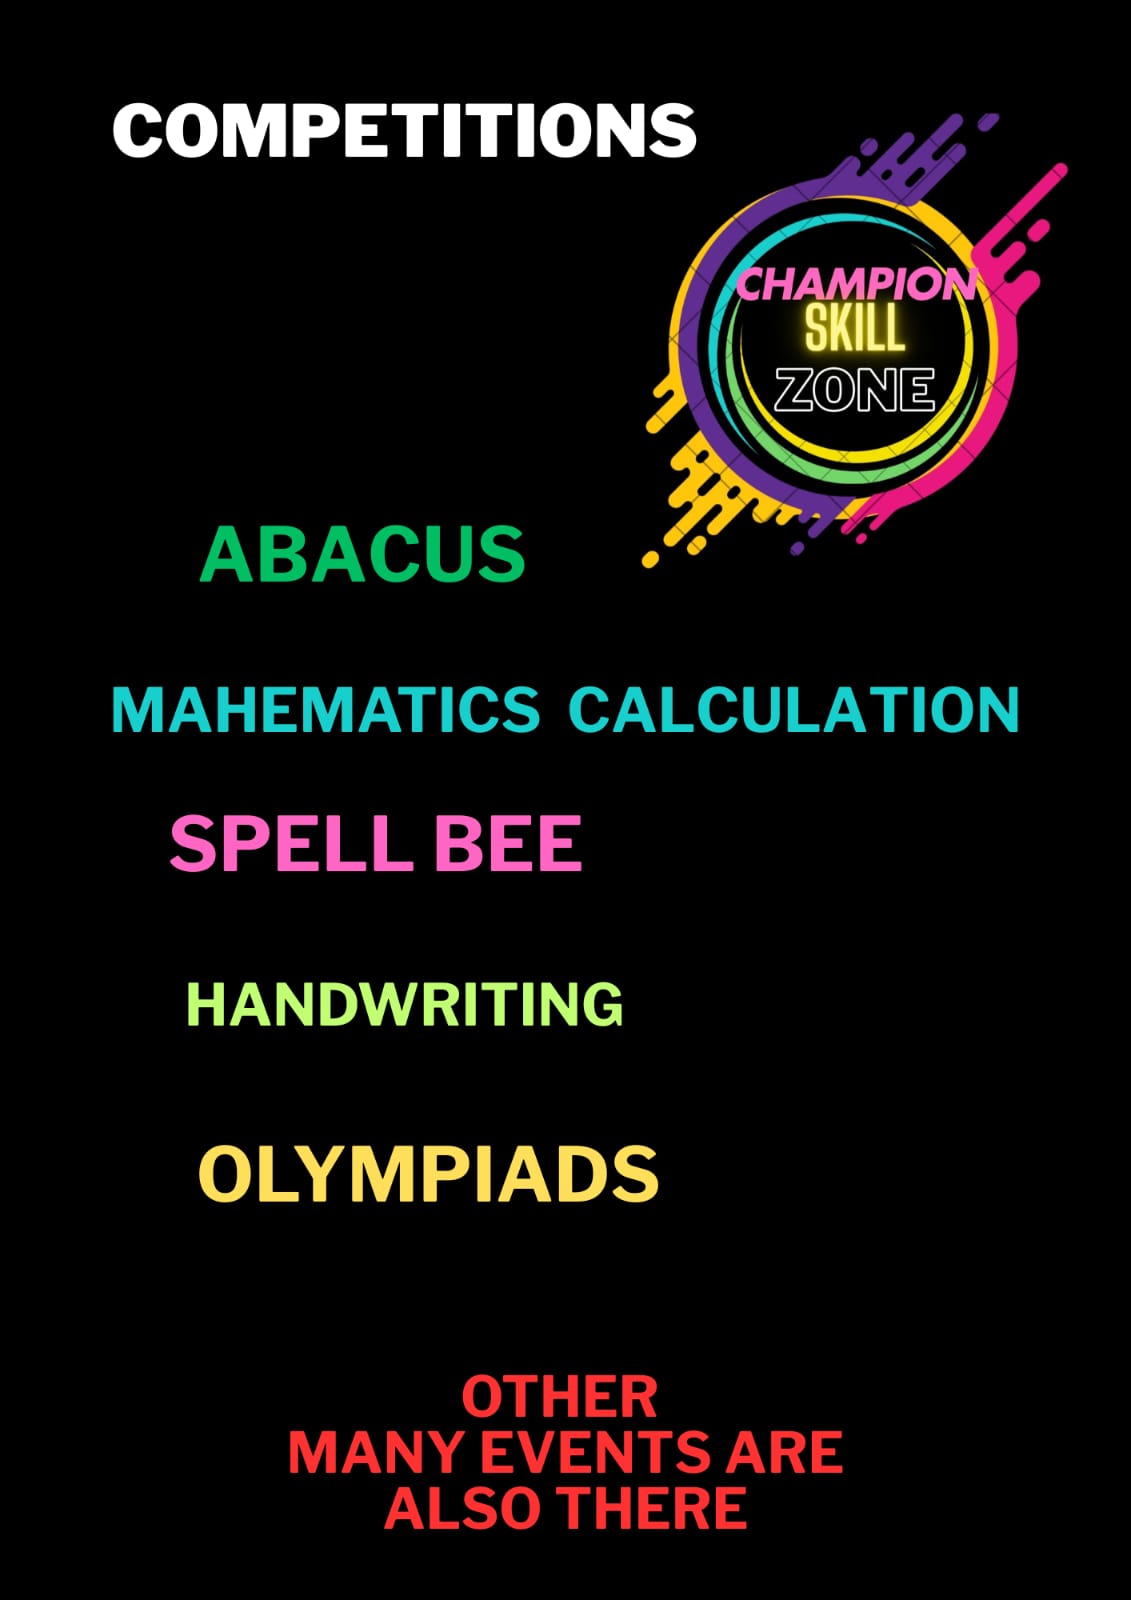 COMPETITIONS
CHAMPION
SKILL
ZONE
ABACUS
MAHEMATICS CALCULATION
SPELL BEE
HANDWRITING
OLYMPIADS
OTHER
MANY EVENTS ARE
ALSO THERE